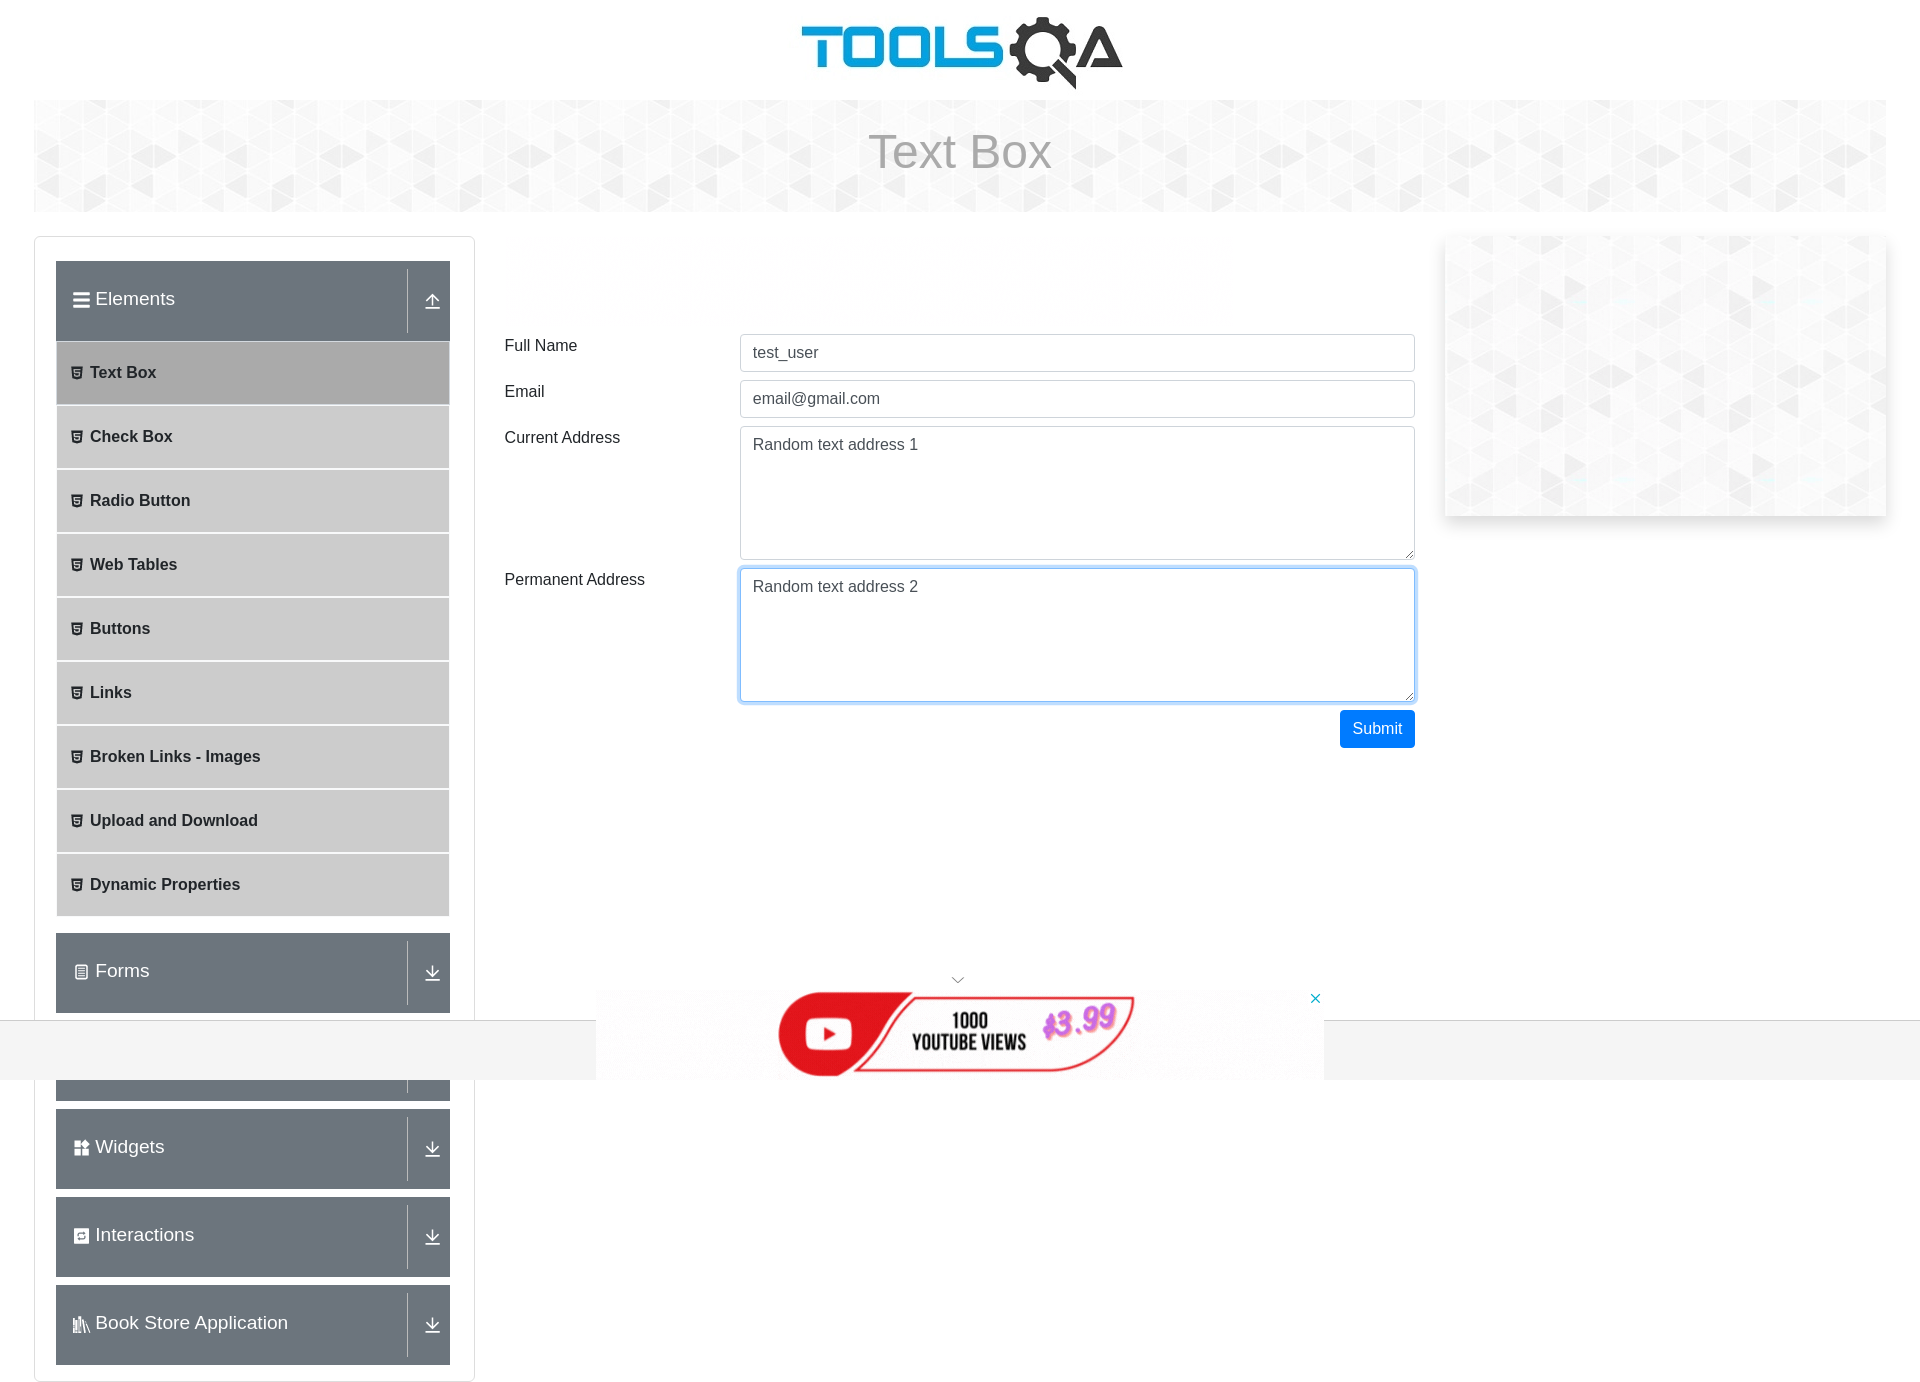 TOOLSQA
Text Box
Elements
Text Box
Check Box
Radio Button
Web Tables
Buttons
Links
Broken Links - Images
Upload and Download
Dynamic Properties
Forms
Widgets
Interactions
Book Store Application
Full Name
test_user
Email
email@gmail.com
Current Address
Random text address 1
Permanent Address
Random text address 2
Submit
1000
YOUTUBE VIEWS
$3.99